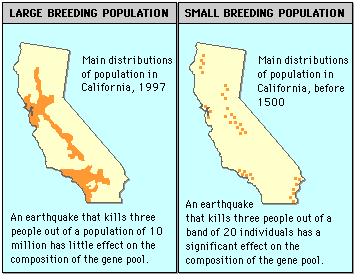 LARGE BREEDING POPULATION
Main distributions
of population in
California, 1997
An earthquake that kills three
people out of a population of 10
million has little effect on the
composition of the gene pool.
SMALL BREEDING POPULATION
Main distributions
of population in
California, before
1500
An earthquake
that kills three people out of a
band of 20 individuals has a
significant effect on the
composition of the gene pool.